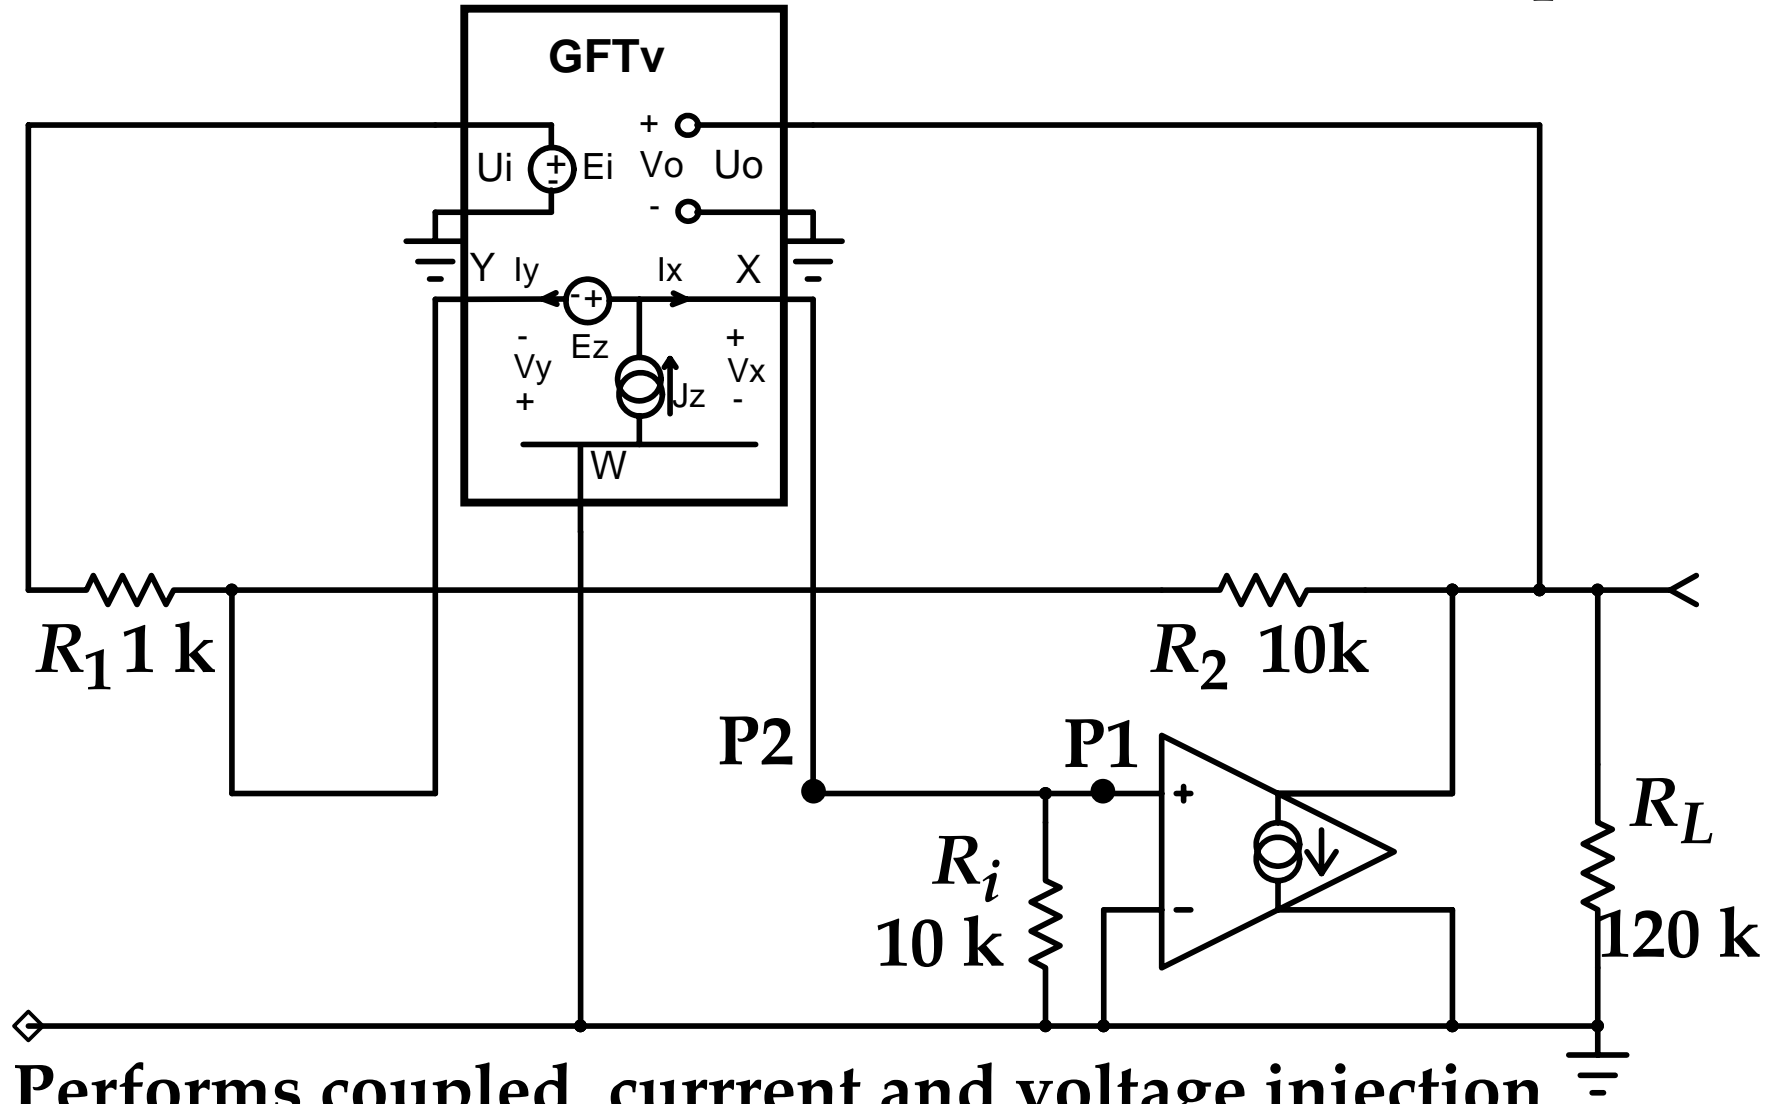 GFTv
+
Ui + - Ei Vo Uo
-
Y Iy Ix X
- +
- Ez +
Vy Vx
+ Jz -
W
R1 1 k
R2 10k
P2
P1
+
RL
Ri
10 k
-
120 k
Performs coupled currrent and voltage injection